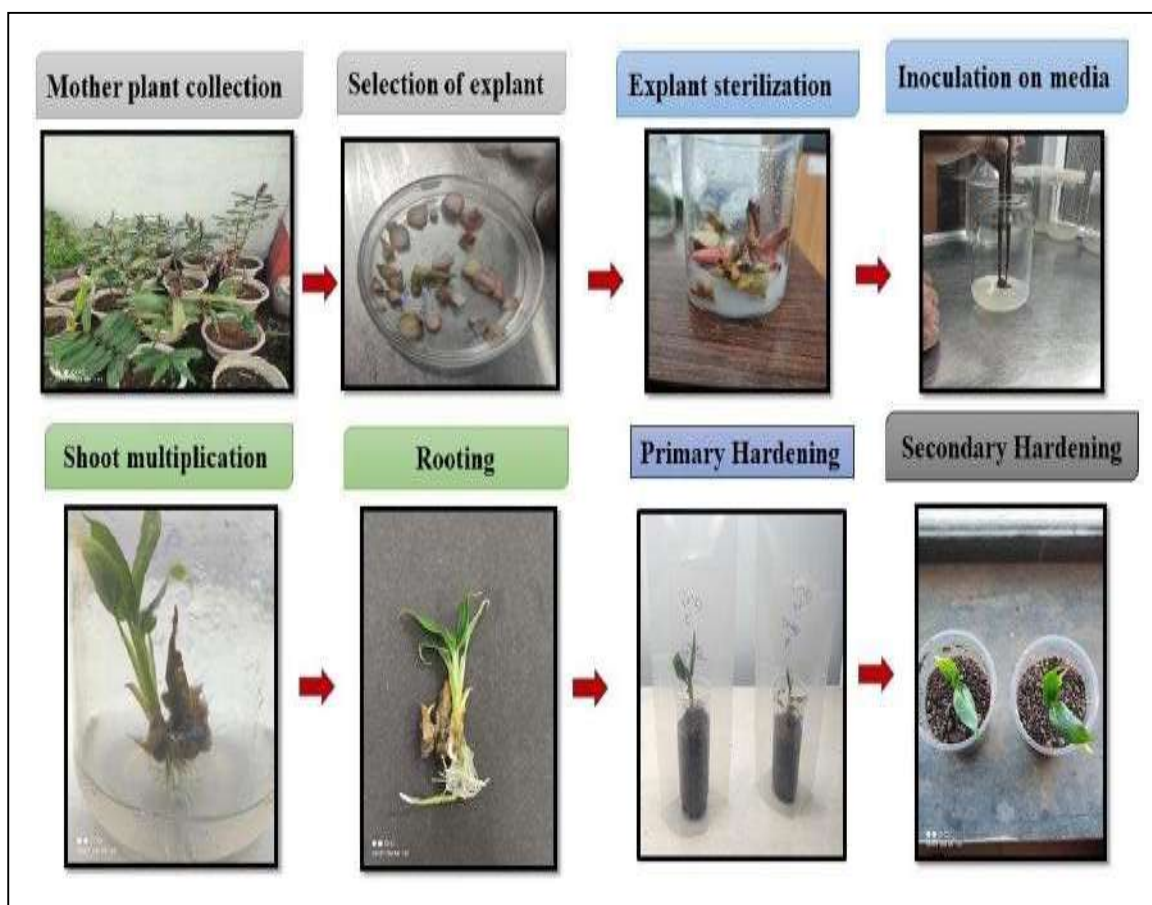 Mother plant collection
Selection of explant
Explant sterilization
Inoculation on media
Shoot multiplication
Rooting
Primary Hardening
Secondary Hardening